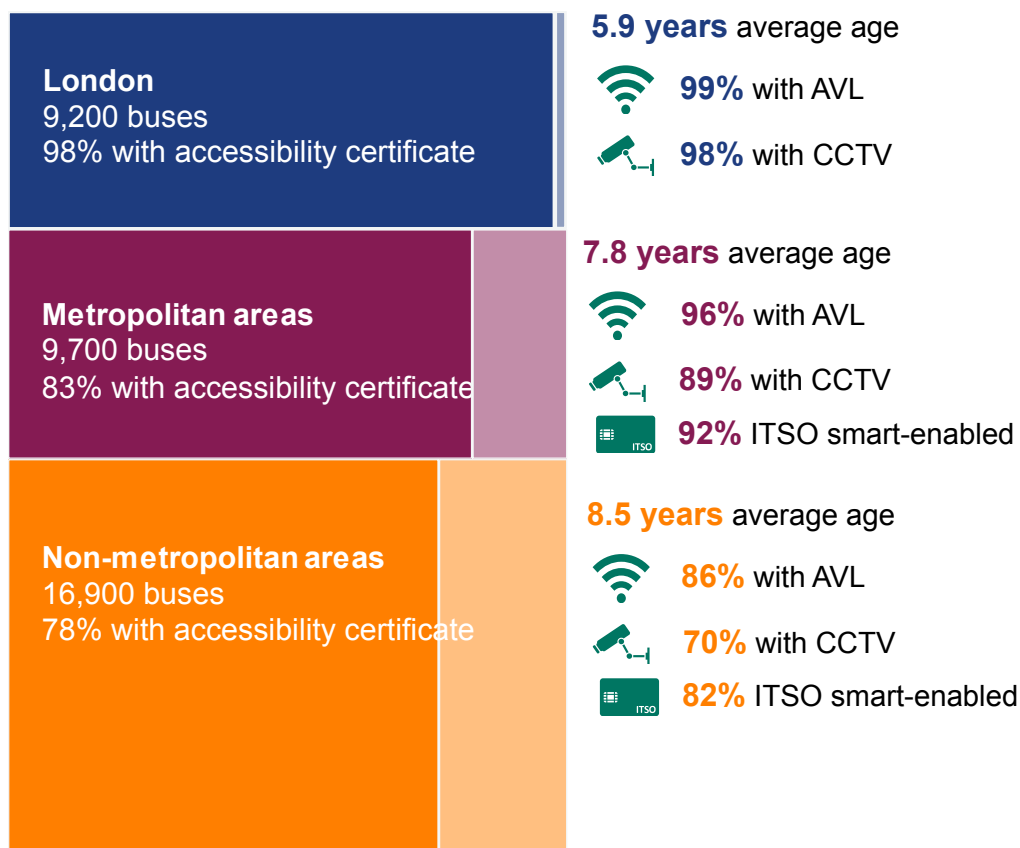 London
9,200 buses
98% with accessibility certificate
5.9 years average age
99% with AVL
98% with CCTV
Metropolitan areas
9,700 buses
83% with accessibility certificate
7.8 years average age
96% with AVL
89% with CCTV
ITSO
92% ITSO smart-enabled
Non-metropolitan areas
16,900 buses
78% with accessibility certificate
8.5 years average age
86% with AVL
70% with CCTV
ITSO
82% ITSO smart-enabled